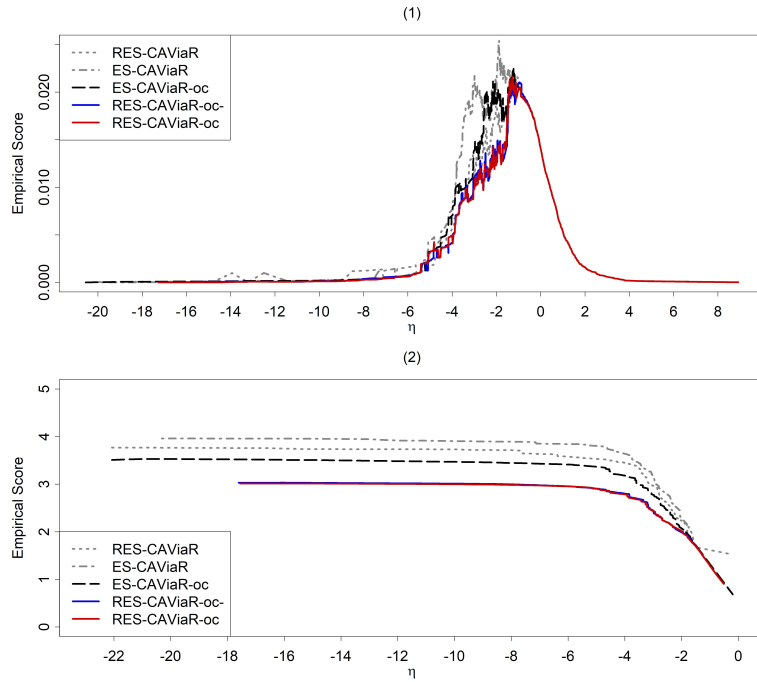 (1)
Empirical Score
0.000
0.010
0.020
RES-CAViaR
ES-CAViaR
ES-CAViaR-oc
RES-CAViaR-oc-
RES-CAViaR-oc
-20 -18 -16 -14 -12 -10 -8 -6 -4 -2 0 2 4 6 8
η
(2)
Empirical Score
0 1 2 3 4 5
RES-CAViaR
ES-CAViaR
ES-CAViaR-oc
RES-CAViaR-oc-
RES-CAViaR-oc
-22 -20 -18 -16 -14 -12 -10 -8 -6 -4 -2 0
η